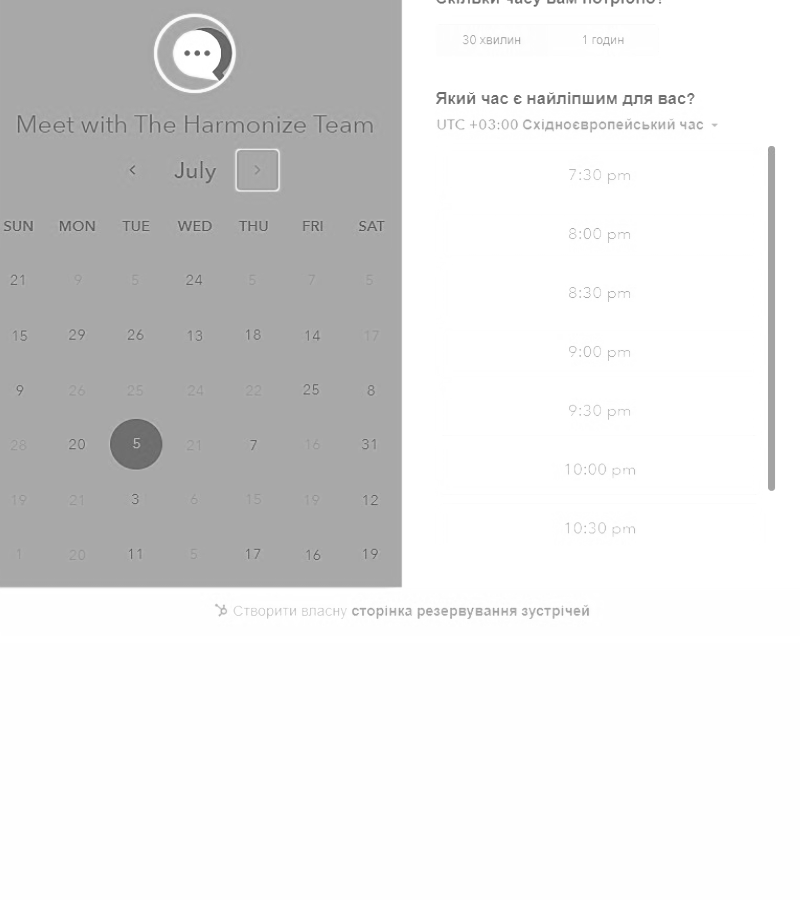 Скільки часу вам потрібно?
30 хвилин 1 годин
Meet with The Harmonize Team
Який час є найліпшим для вас?
UTC +03:00 Східноєвропейський час
July
7:30 pm
8:00 pm
8:30 pm
9:00 pm
9:30 pm
10:00 pm
10:30 pm
SUN MON TUE WED THU FRI SAT
21 9 5 24 5 7 5
15 29 26 13 18 14 17
9 26 25 24 22 25 8
28 20 5 21 7 16 31
19 21 3 6 15 19 12
1 20 11 5 17 16 19
Створити власну сторінка резервування зустрічей